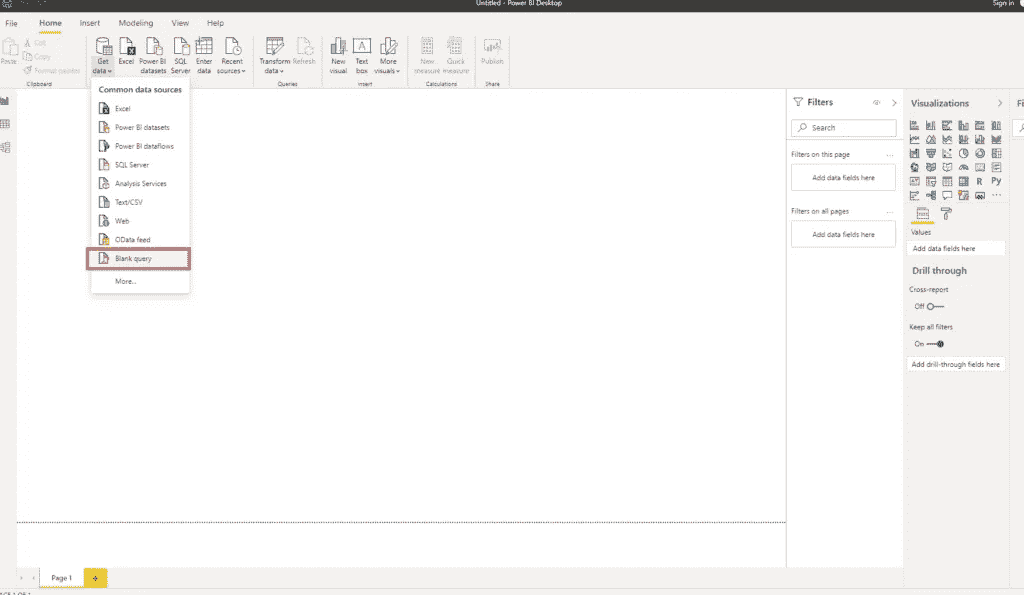 Untitled - Power BI Desktop
Sign in
File Home Insert Modeling View Help
Paste
Cut
Copy
Format painter
Clipboard
Get data
Excel
Power BI datasets
SQL Server
Enter data
Recent sources
Transform data
Refresh
Queries
New visual
Text box
More visuals
Insert
New measure
Quick measure
Calculations
Publish
Share
Common data sources
Excel
Power BI datasets
Power BI dataflows
SQL Server
Analysis Services
Text/CSV
Web
OData feed
Blank query
More...
Filters
Search
Filters on this page ...
Add data fields here
Filters on all pages ...
Add data fields here
Visualizations
R Py
...
Values
Add data fields here
Drill through
Cross-report
Off
Keep all filters
On
Add drill-through fields here
Fi
Page 1
+